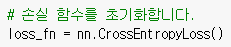 # 손실 함수를 초기화합니다.
loss_fn = nn.CrossEntropyLoss()